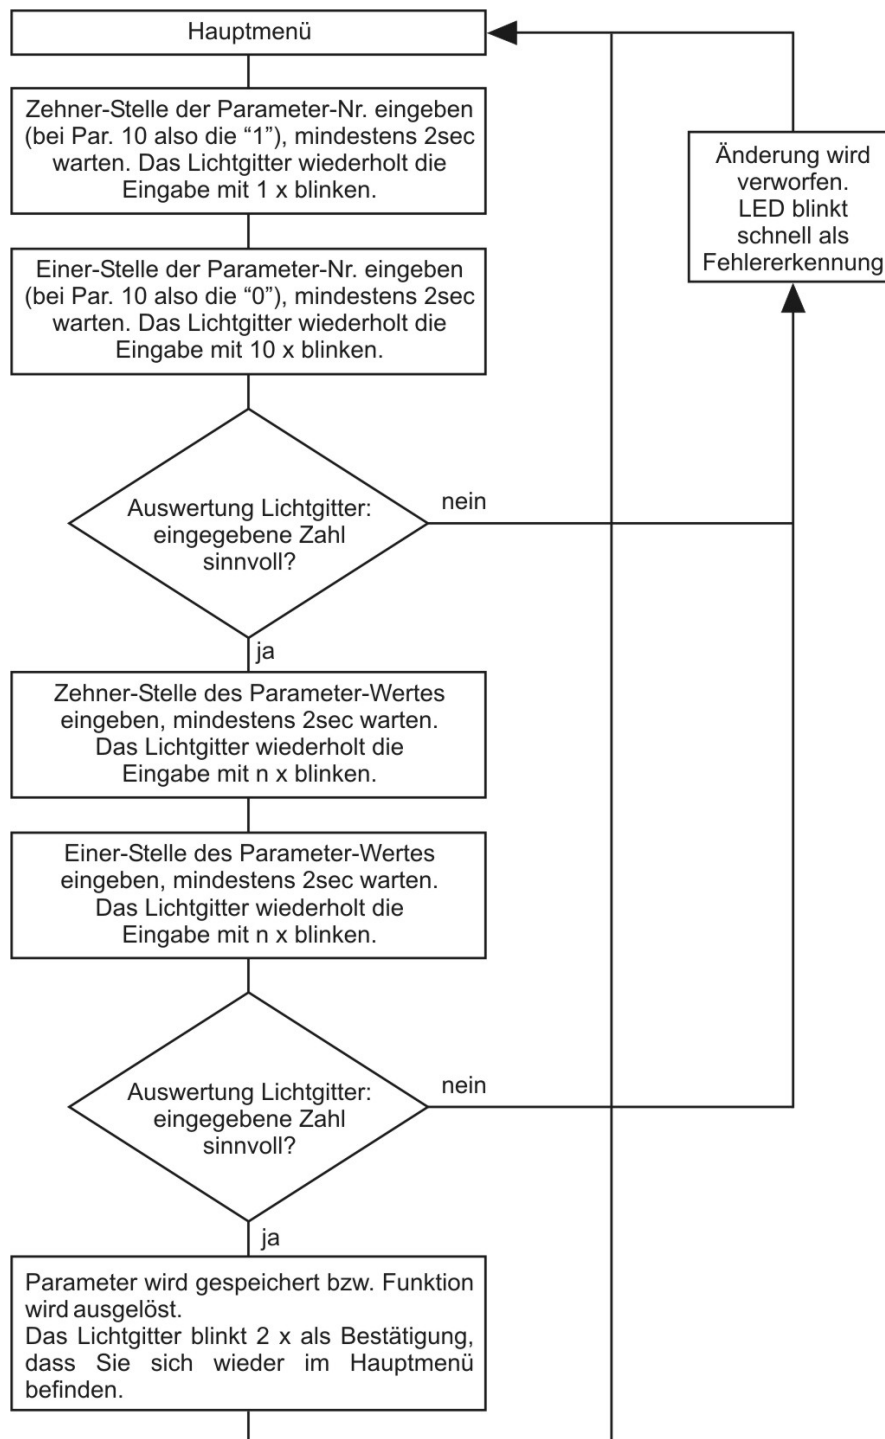 Hauptmenü
Zehner-Stelle der Parameter-Nr. eingeben
(bei Par. 10 also die “1”), mindestens 2sec
warten. Das Lichtgitter wiederholt die
Eingabe mit 1 x blinken.
Einer-Stelle der Parameter-Nr. eingeben
(bei Par. 10 also die “0”), mindestens 2sec
warten. Das Lichtgitter wiederholt die
Eingabe mit 10 x blinken.
Auswertung Lichtgitter:
eingegebene Zahl
sinnvoll?
nein
Änderung wird
verworfen.
LED blinkt
schnell als
Fehlererkennung
ja
Zehner-Stelle des Parameter-Wertes
eingeben, mindestens 2sec warten.
Das Lichtgitter wiederholt die
Eingabe mit n x blinken.
Einer-Stelle des Parameter-Wertes
eingeben, mindestens 2sec warten.
Das Lichtgitter wiederholt die
Eingabe mit n x blinken.
Auswertung Lichtgitter:
eingegebene Zahl
sinnvoll?
nein
ja
Parameter wird gespeichert bzw. Funktion
wird ausgelöst.
Das Lichtgitter blinkt 2 x als Bestätigung,
dass Sie sich wieder im Hauptmenü
befinden.